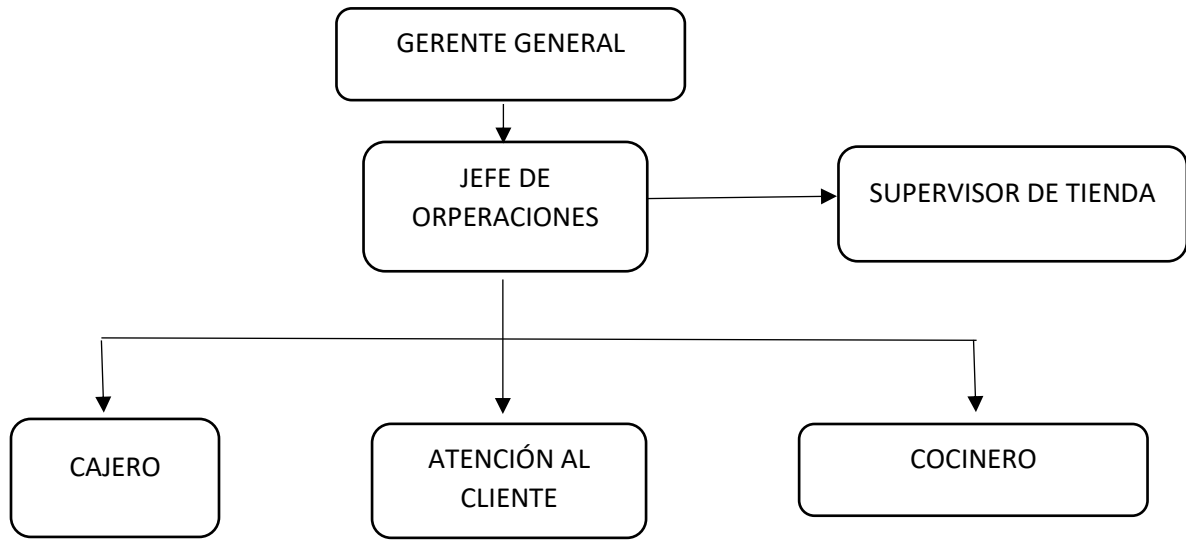 GERENTE GENERAL
JEFE DE
ORPERACIONES
SUPERVISOR DE TIENDA
CAJERO
ATENCIÓN AL
CLIENTE
COCINERO